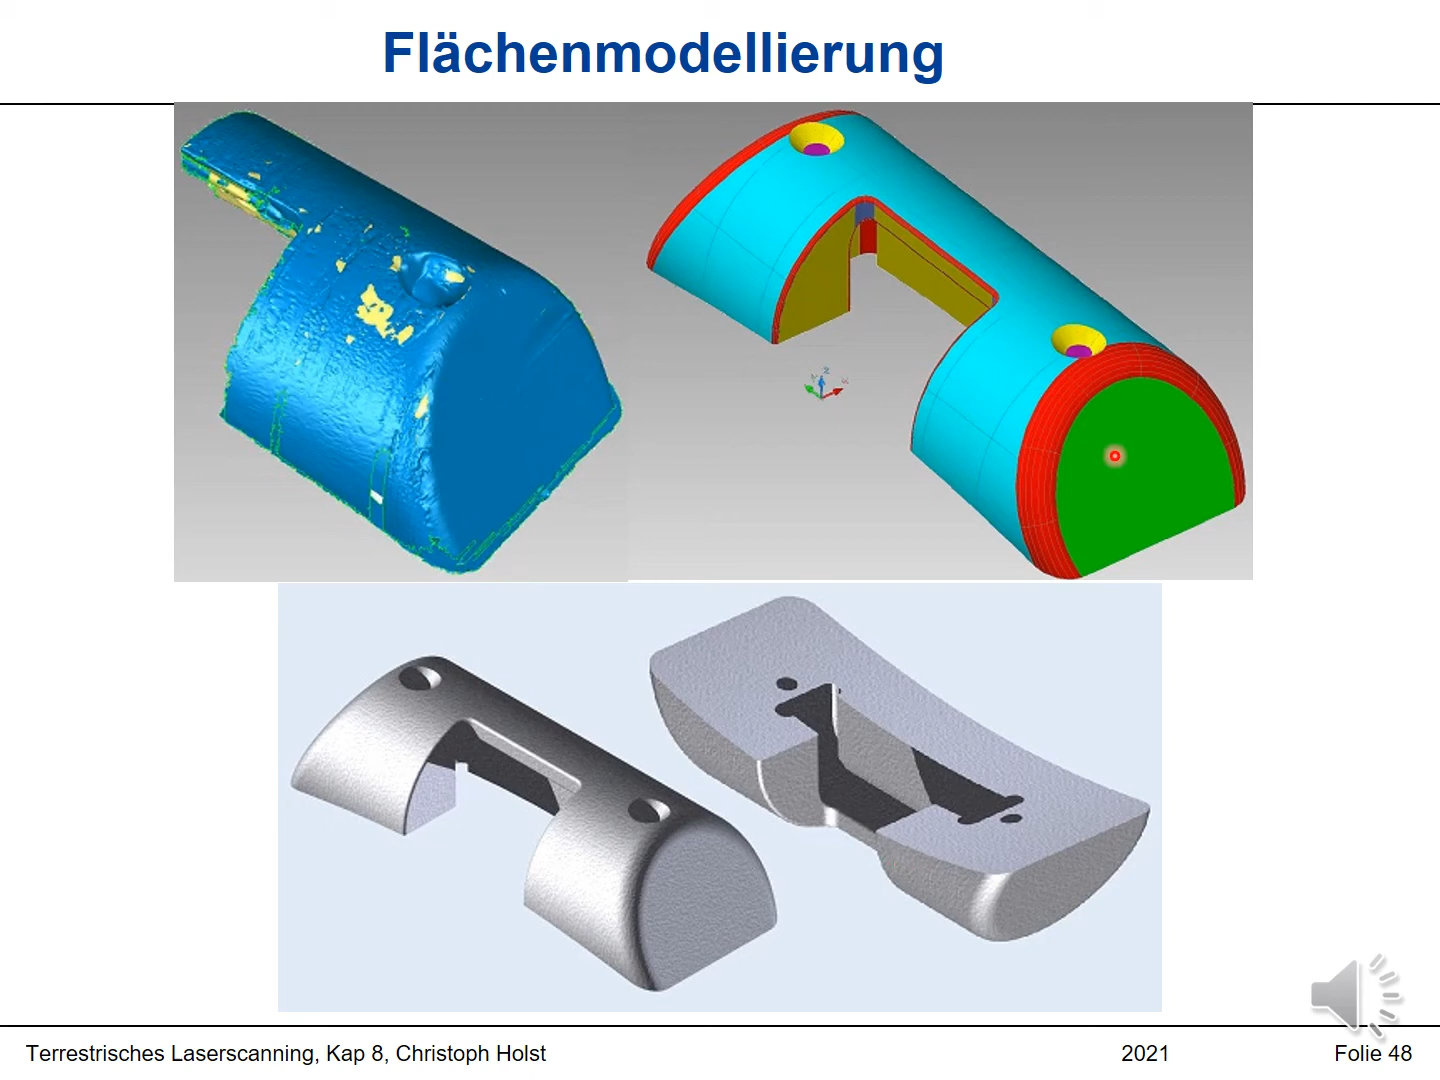 Flächenmodellierung
Terrestrisches Laserscanning, Kap 8, Christoph Holst
2021
Folie 48